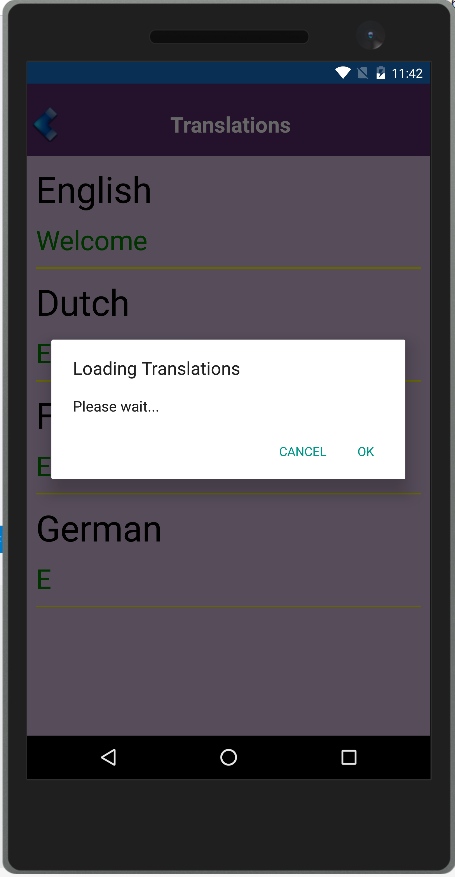 11:42
Translations
English
Welcome
Dutch
E
Loading Translations
Please wait...
CANCEL OK
F
E
German
E